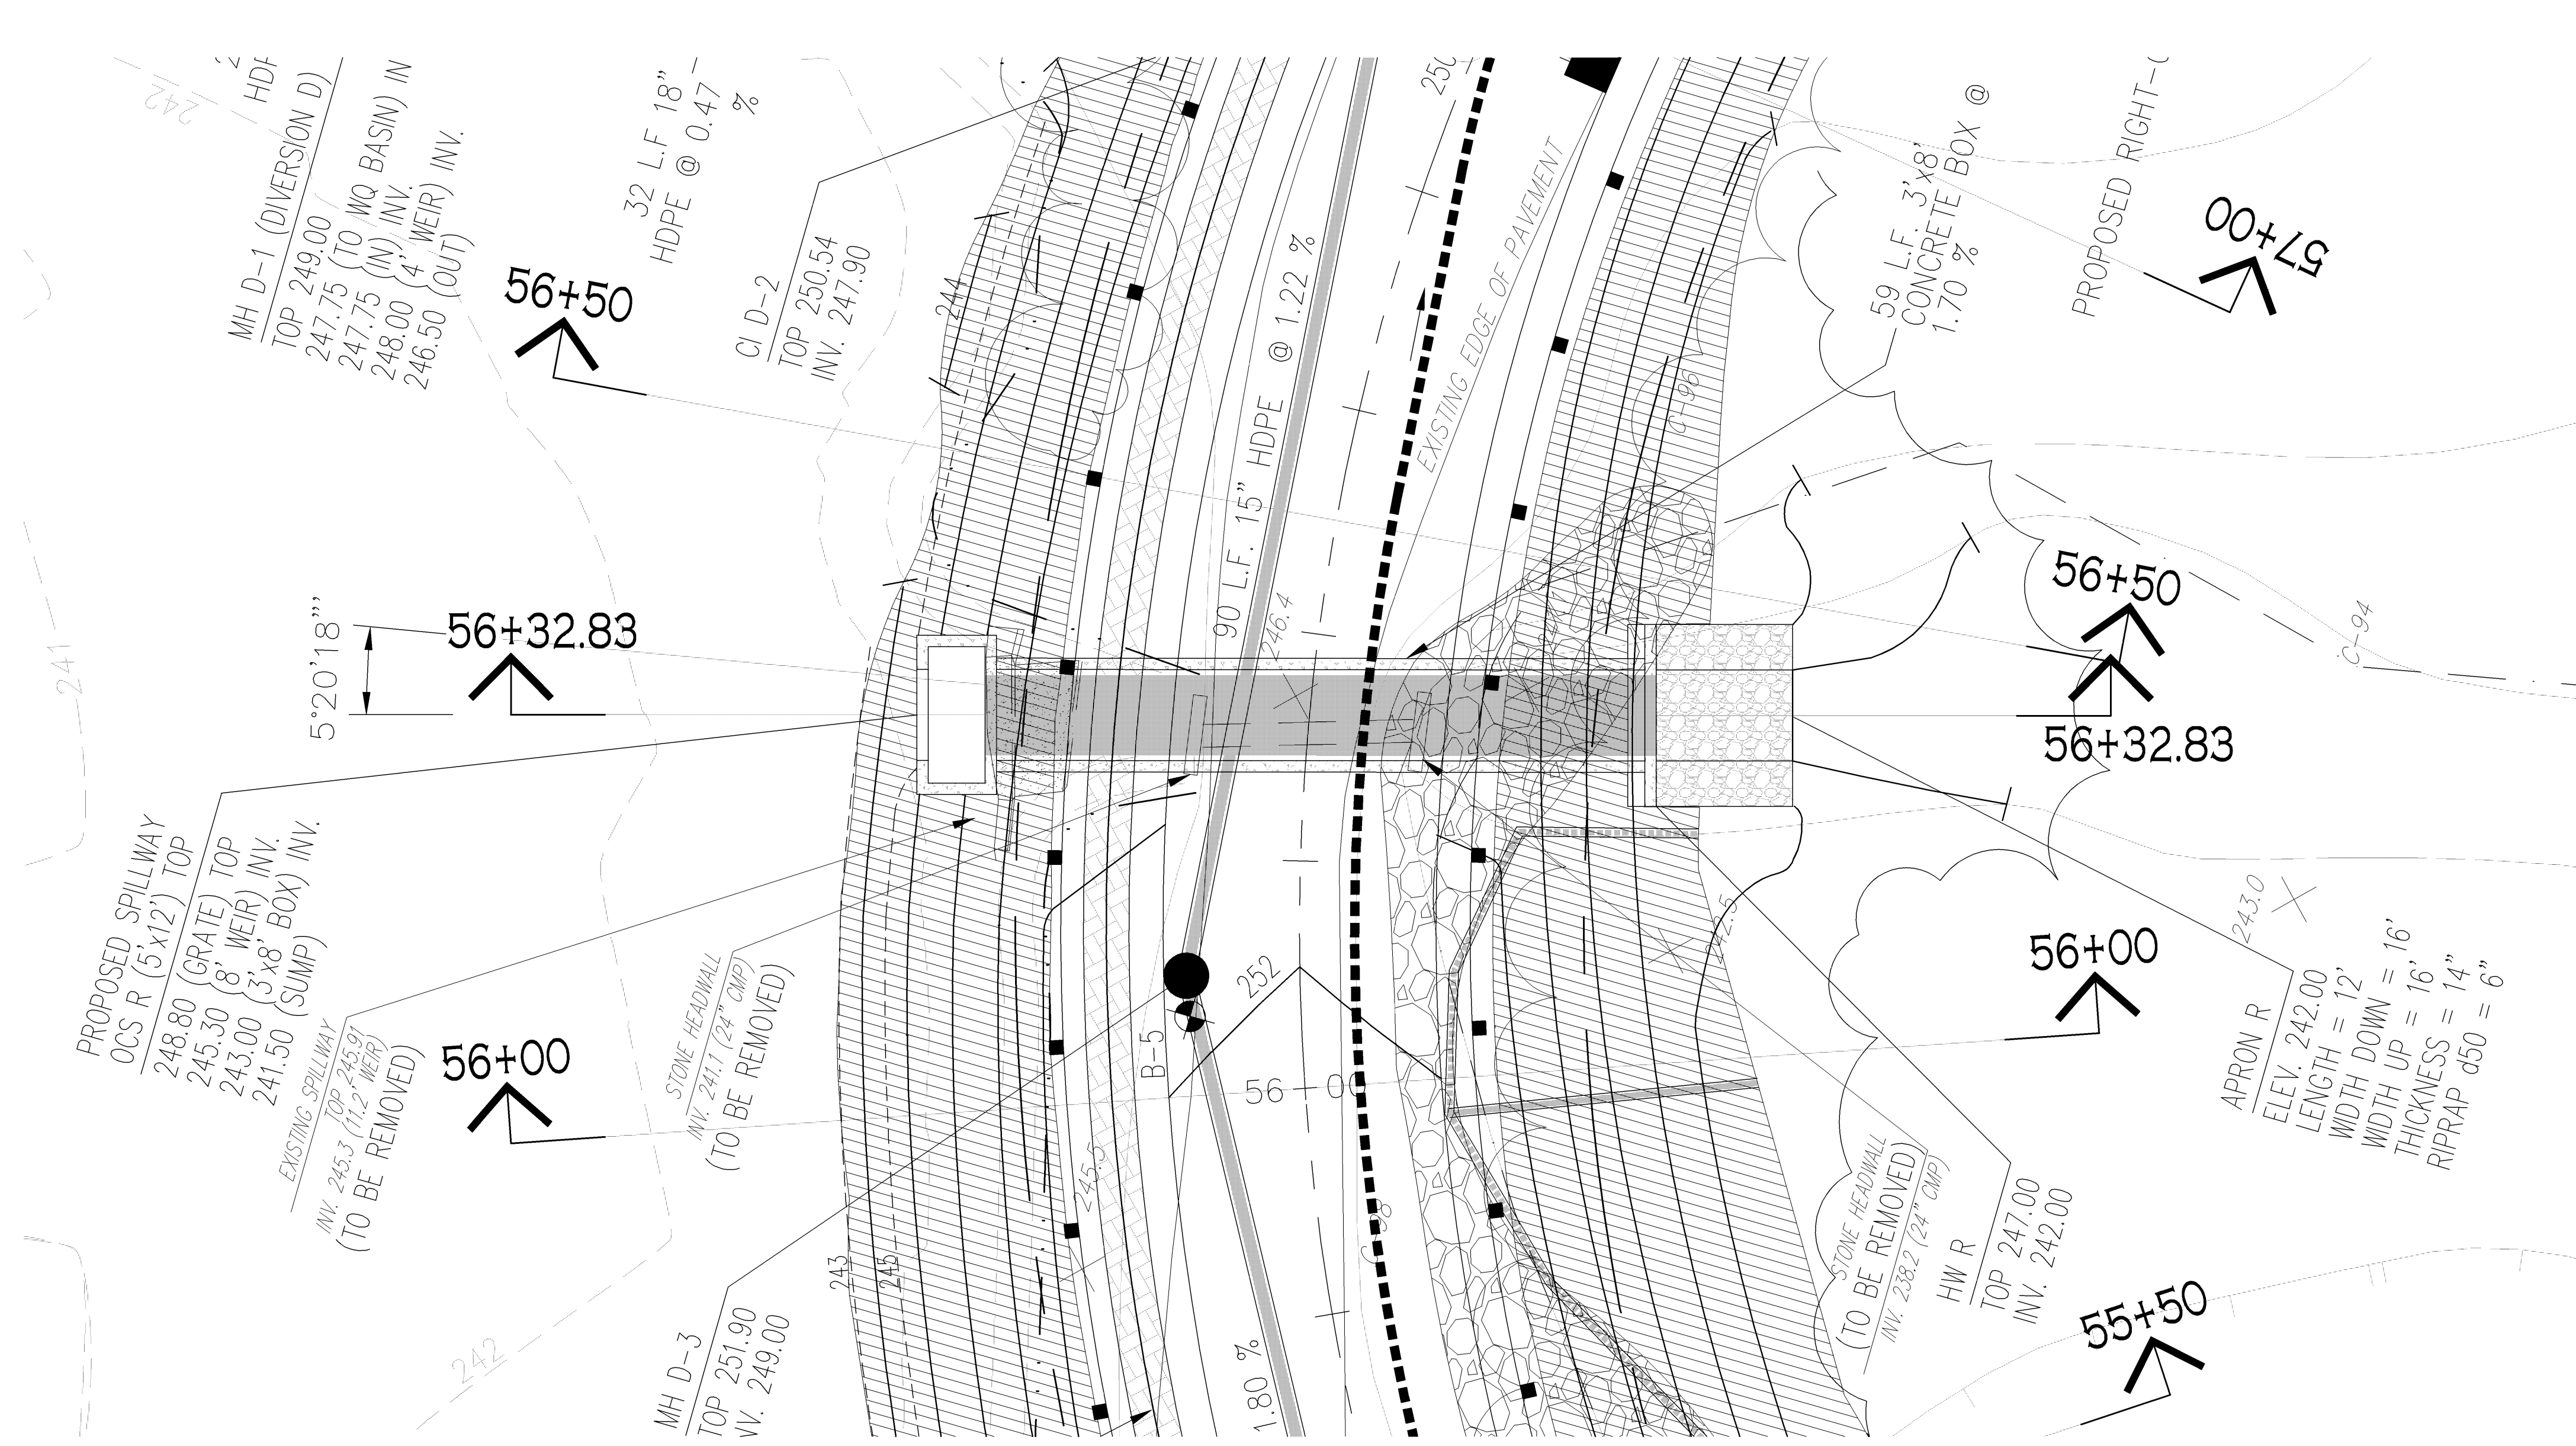 242
HDPE
MH D-1 (DIVERSION D)
TOP 249.00
247.75 (TO WQ BASIN) IN
247.75 (IN) INV.
248.00 (4' WEIR) INV.
246.50 (OUT)
32 L.F 18"
HDPE @ 0.47
%
CI D-2
TOP 250.54
INV. 247.90
56+50
244
90 L.F. 15" HDPE @ 1.22 %
EXISTING EDGE OF PAVEMENT
C-96
59 L.F. 3'x8'
CONCRETE BOX @
1.70 %
PROPOSED RIGHT-
57+00
5°20'18""
56+32.83
241
246.4
56+50
56+32.83
C-94
PROPOSED SPILLWAY
OCS R (5'x12') TOP
248.80 (GRATE) TOP
245.30 (8' WEIR) INV.
243.00 (3'x8' BOX) INV.
241.50 (SUMP)
EXISTING SPILLWAY
TOP 245.91
INV. 245.3 (11.2' WEIR)
(TO BE REMOVED)
56+00
STONE HEADWALL
INV. 241.1 (24" CMP)
(TO BE REMOVED)
B-5
252
56+00
242.5
243.0
56+00
APRON R
ELEV. 242.00
LENGTH = 12'
WIDTH DOWN = 16'
WIDTH UP = 16'
THICKNESS = 14"
RIPRAP d50 = 6"
STONE HEADWALL
(TO BE REMOVED)
INV. 238.2 (24" CMP)
HW R
TOP 247.00
INV. 242.00
55+50
245.5
243
245
242
C-98
MH D-3
TOP 251.90
INV. 249.00
1.80 %